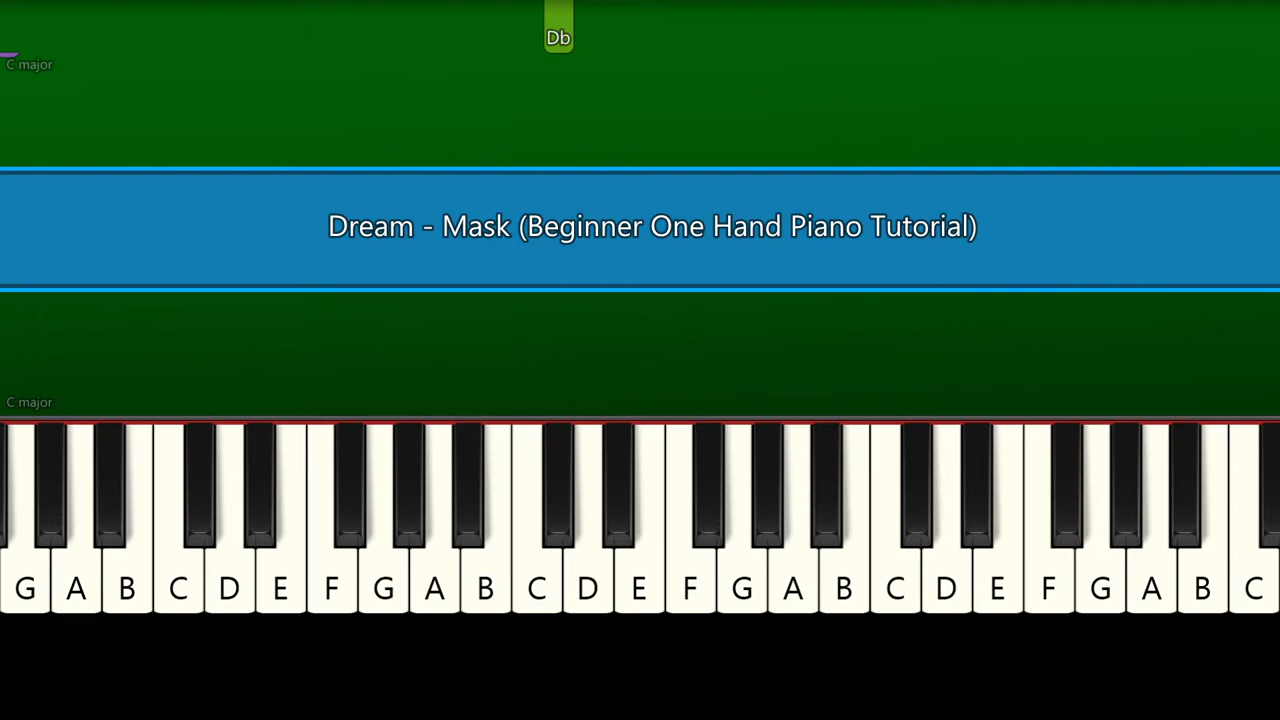 Db
C major
Dream - Mask (Beginner One Hand Piano Tutorial)
C major
G A B C D E F G A B C D E F G A B C D E F G A B C